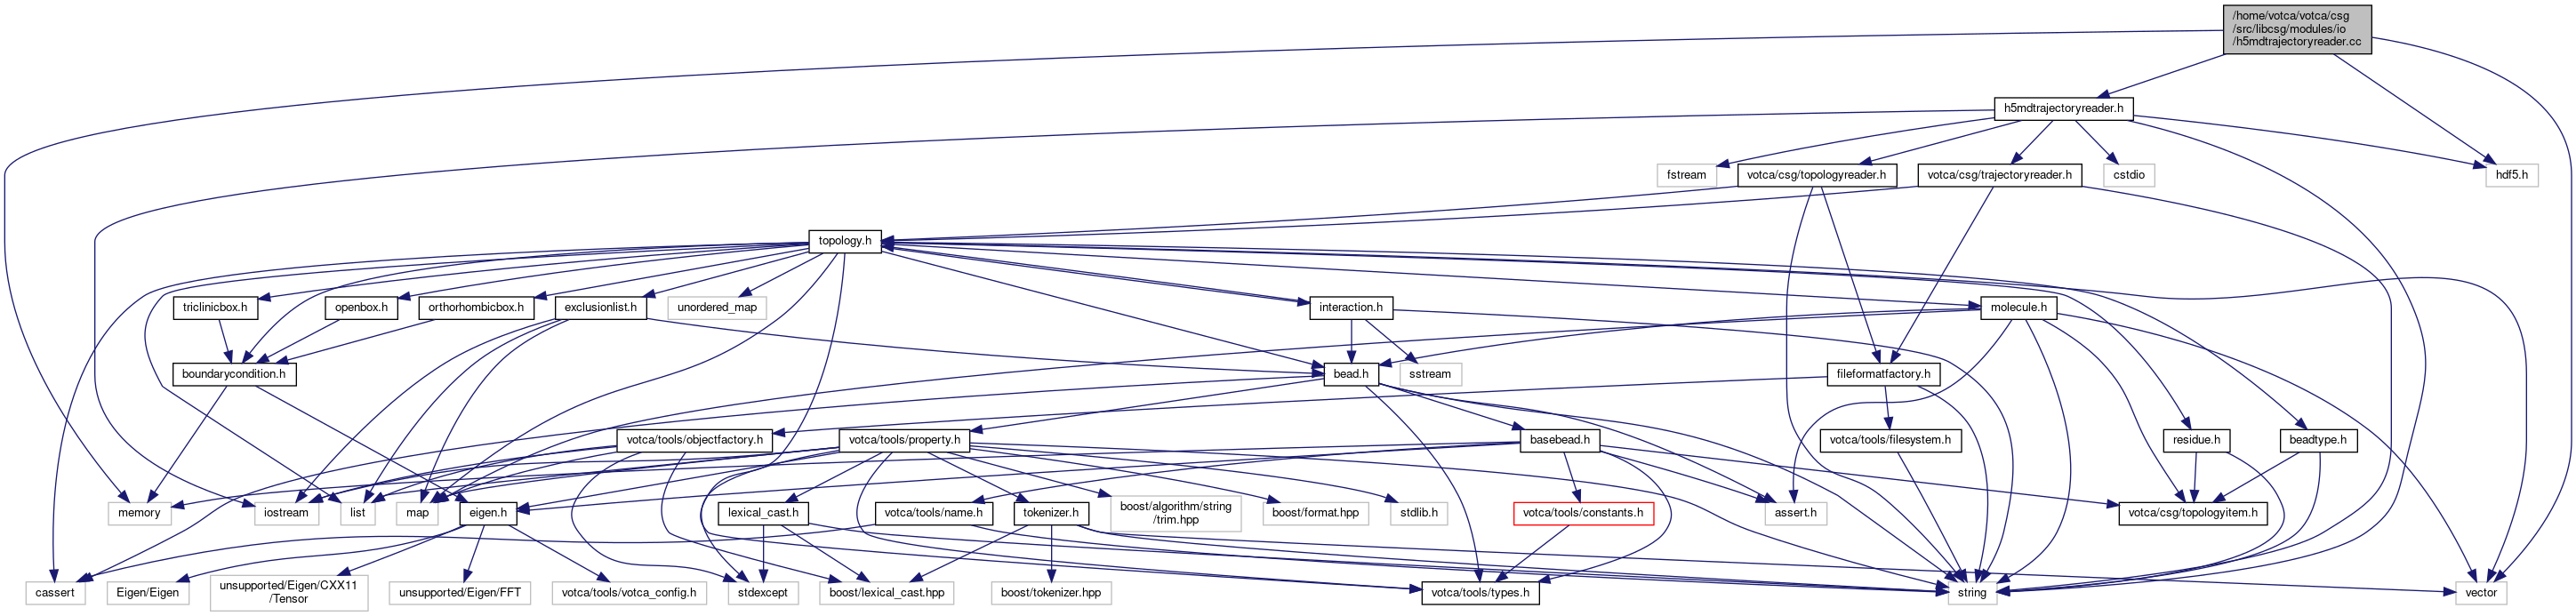 /home/votca/votca/csg
/src/libcsg/modules/io
/h5mdtrajectoryreader.cc
h5mdtrajectoryreader.h
fstream
votca/csg/topologyreader.h
votca/csg/trajectoryreader.h
cstdio
hdf5.h
topology.h
triclinicbox.h
openbox.h
orthorhombicbox.h
exclusionlist.h
unordered_map
interaction.h
molecule.h
boundarycondition.h
bead.h
sstream
fileformatfactory.h
votca/tools/objectfactory.h
votca/tools/property.h
basebead.h
votca/tools/filesystem.h
residue.h
beadtype.h
memory
iostream
list
map
eigen.h
lexical_cast.h
votca/tools/name.h
tokenizer.h
boost/algorithm/string
/trim.hpp
boost/format.hpp
stdlib.h
votca/tools/constants.h
assert.h
votca/csg/topologyitem.h
cassert
Eigen/Eigen
unsupported/Eigen/CXX11
/Tensor
unsupported/Eigen/FFT
votca/tools/votca_config.h
stdexcept
boost/lexical_cast.hpp
boost/tokenizer.hpp
votca/tools/types.h
string
vector